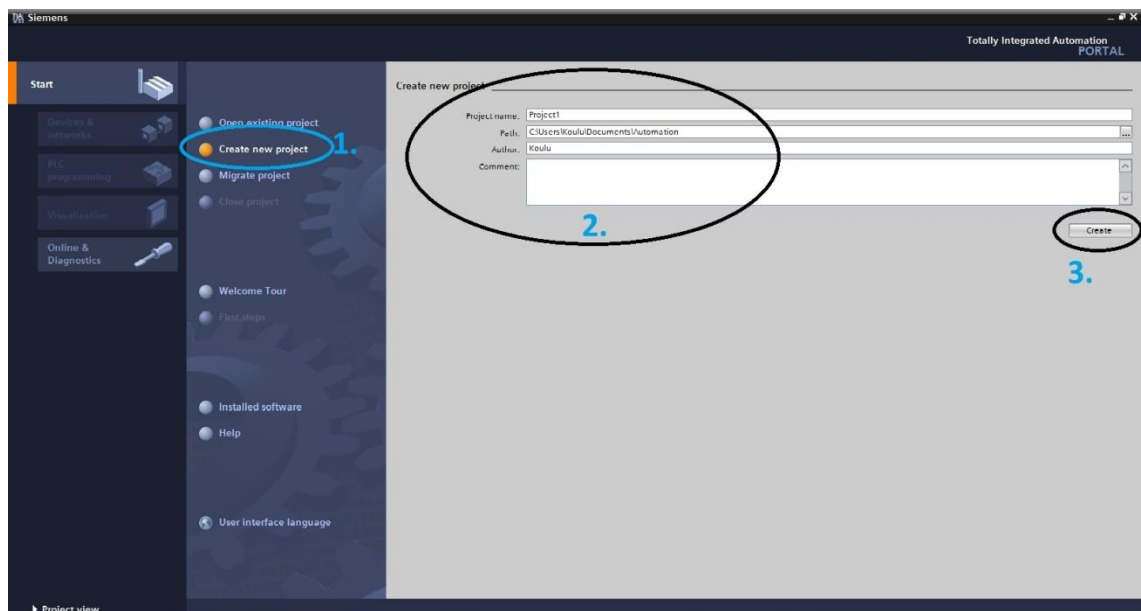 Siemens
Totally Integrated Automation
PORTAL
Start
Devices &
networks
PLC
programming
Visualization
Online &
Diagnostics
Open existing project
Create new project
1.
Migrate project
Close project
Welcome Tour
First steps
Installed software
Help
User interface language
Create new project
Project name: Project1
Path: C:\Users\Koulu\Documents\Automation
...
Author: Koulu
Comment:
2.
Create
3.
Project view